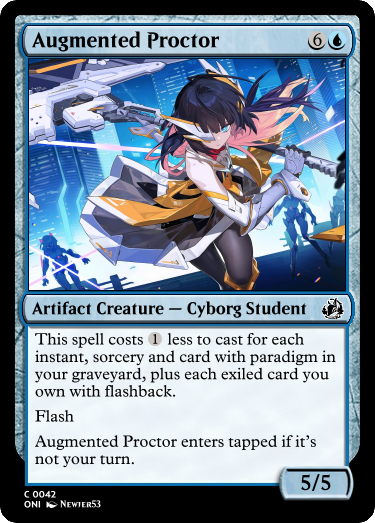 Augmented Proctor 6
Artifact Creature — Cyborg Student
This spell costs 1 less to cast for each
instant, sorcery and card with paradigm in
your graveyard, plus each exiled card you
own with flashback.
Flash
Augmented Proctor enters tapped if it's
not your turn.
5/5
C 0042
ONI NEWTER53